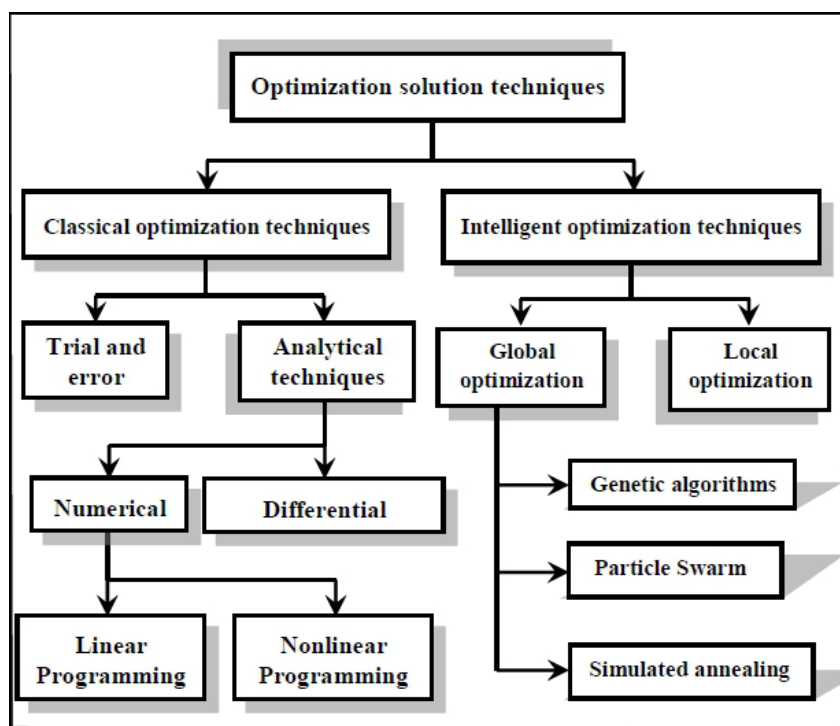 Optimization solution techniques
Classical optimization techniques
Intelligent optimization techniques
Trial and
error
Analytical
techniques
Global
optimization
Local
optimization
Numerical
Differential
Genetic algorithms
Particle Swarm
Linear
Programming
Nonlinear
Programming
Simulated annealing